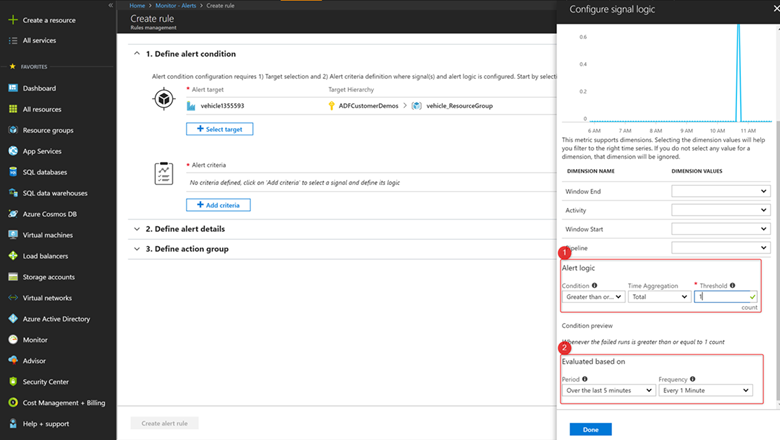 Create a resource
All services
FAVORITES
Dashboard
All resources
Resource groups
App Services
SQL databases
SQL data warehouses
Azure Cosmos DB
Virtual machines
Load balancers
Storage accounts
Virtual networks
Azure Active Directory
Monitor
Advisor
Security Center
Cost Management + Billing
Help + support
Home > Monitor - Alerts > Create rule
Create rule
Rules management
1. Define alert condition
Alert condition configuration requires 1) Target selection and 2) Alert criteria definition where signal(s) and alert logic is configured. Start by selecti
* Alert target Target Hierarchy
vehicle1355593 ADFCustomerDemos > vehicle_ResourceGroup
+ Select target
* Alert criteria
No criteria defined, click on 'Add criteria' to select a signal and define its logic
+ Add criteria
2. Define alert details
3. Define action group
Create alert rule
Configure signal logic
0.6
0.4
0.2
0
6 AM 7 AM 8 AM 9 AM 10 AM 11 AM
This metric supports dimensions. Selecting the dimension values will help
you filter to the right time series. If you do not select any value for a
dimension, that dimension will be ignored.
DIMENSION NAME DIMENSION VALUES
Window End
Activity
Window Start
Pipeline
1
Alert logic
Condition Time Aggregation * Threshold
Greater than or... Total 1
count
Condition preview
Whenever the failed runs is greater than or equal to 1 count
2
Evaluated based on
Period Frequency
Over the last 5 minutes Every 1 Minute
Done